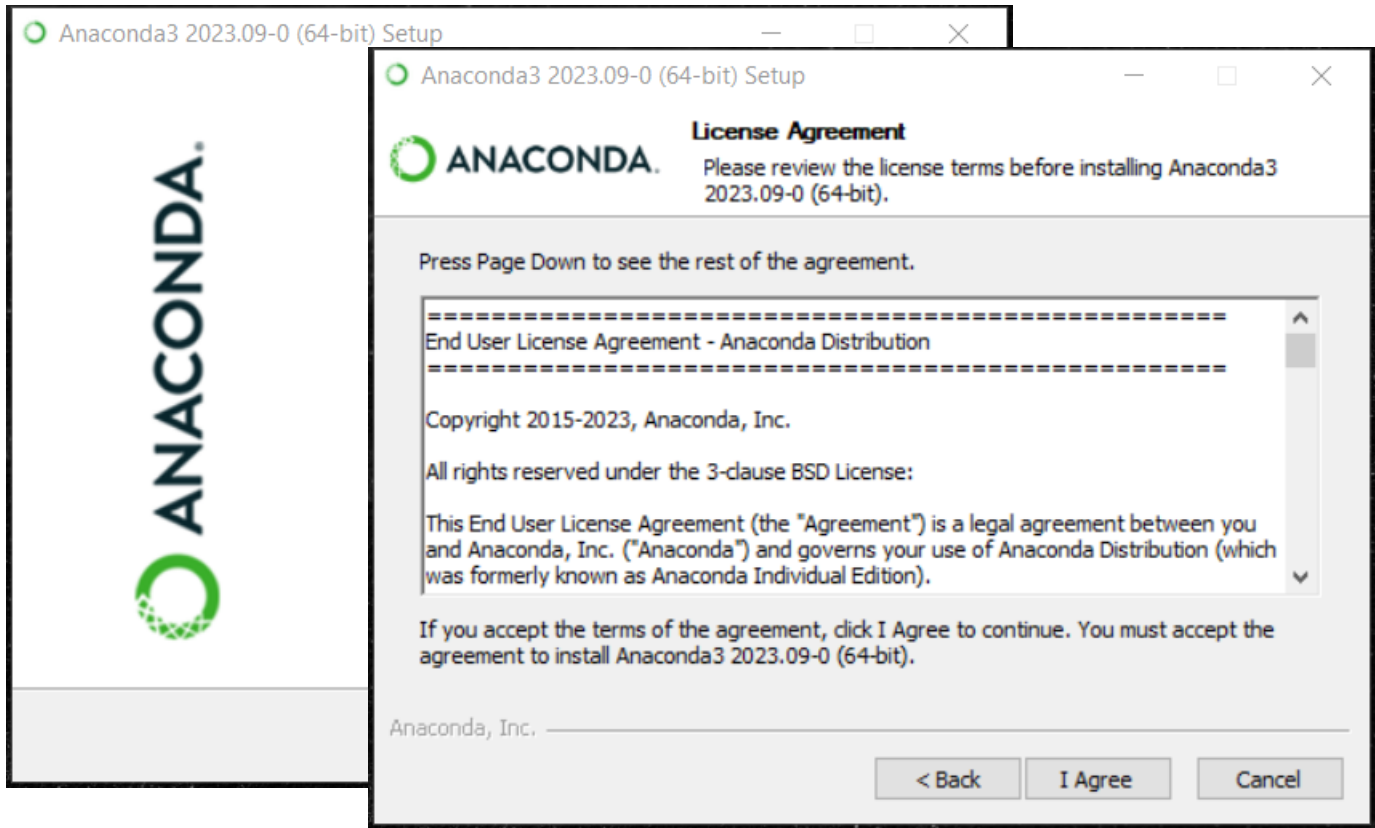 Anaconda3 2023.09-0 (64-bit) Setup
ANACONDA.
Anaconda3 2023.09-0 (64-bit) Setup
ANACONDA.
License Agreement
Please review the license terms before installing Anaconda3
2023.09-0 (64-bit).
Press Page Down to see the rest of the agreement.
==================================================
End User License Agreement - Anaconda Distribution
==================================================
Copyright 2015-2023, Anaconda, Inc.
All rights reserved under the 3-clause BSD License:
This End User License Agreement (the "Agreement") is a legal agreement between you
and Anaconda, Inc. ("Anaconda") and governs your use of Anaconda Distribution (which
was formerly known as Anaconda Individual Edition).
If you accept the terms of the agreement, click I Agree to continue. You must accept the
agreement to install Anaconda3 2023.09-0 (64-bit).
Anaconda, Inc.
< Back I Agree Cancel